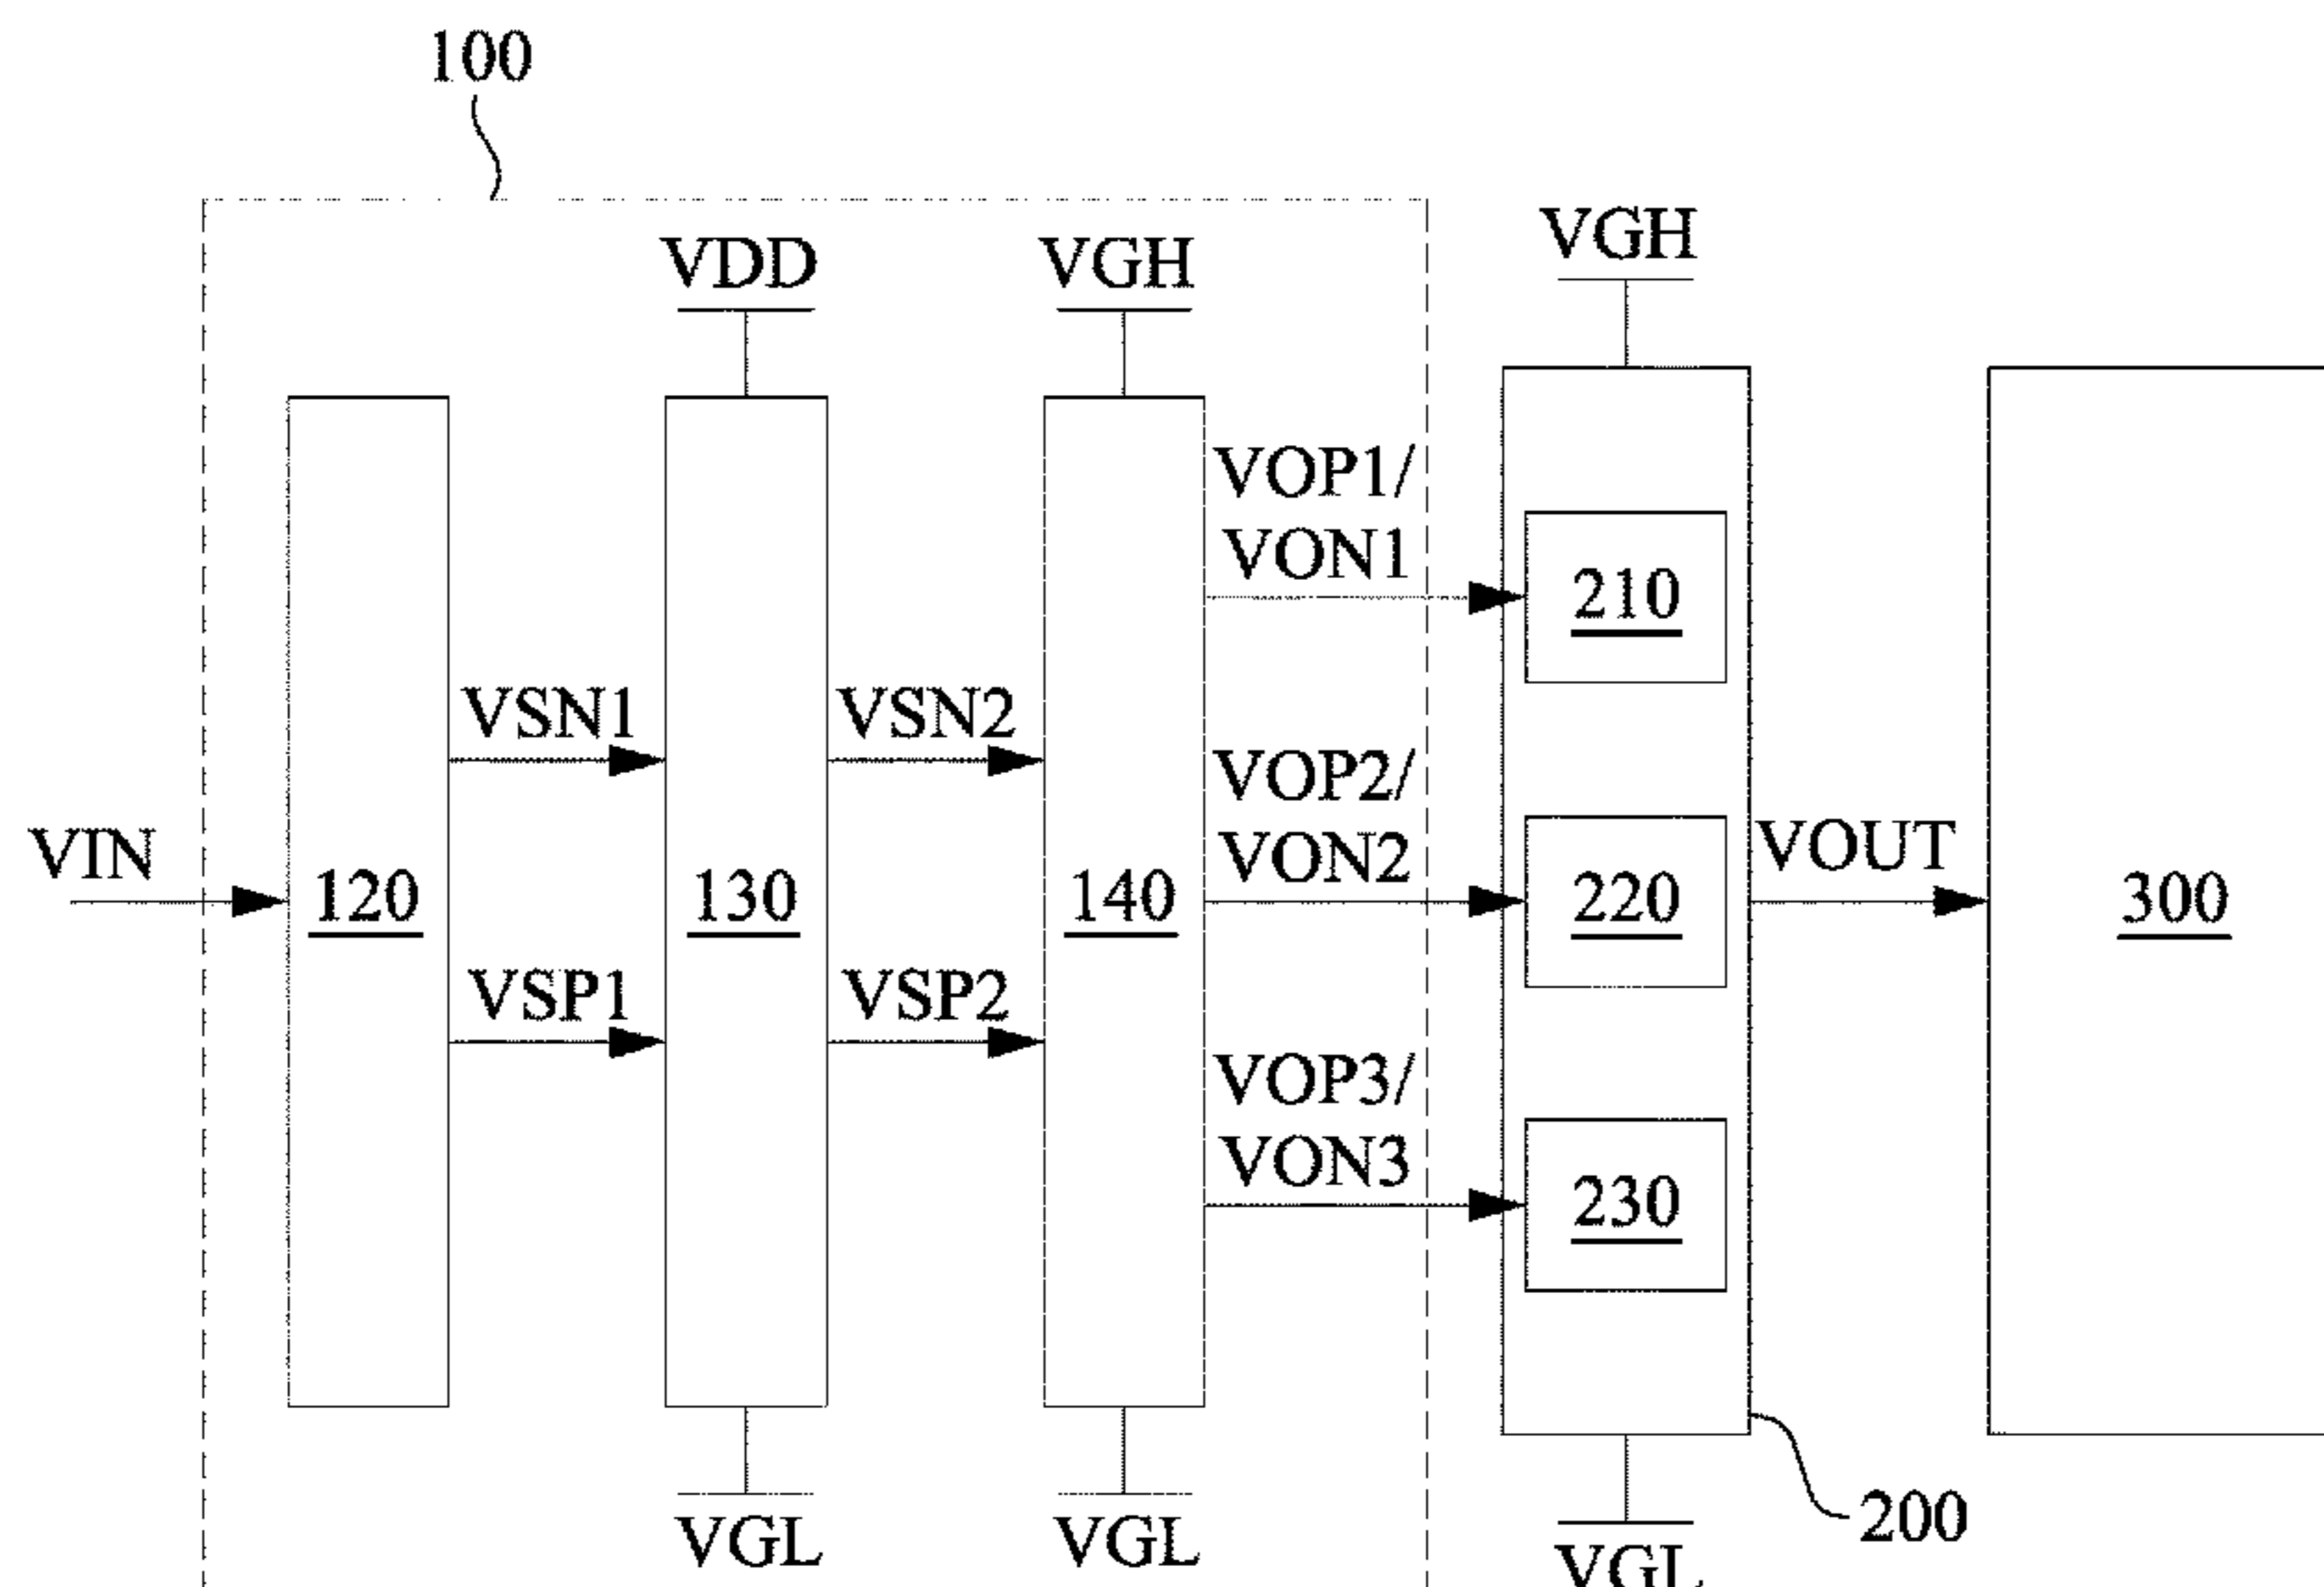 100
VDD
VGH
VGH
VOP1/
VON1
210
VSN1
VSN2
VOP2/
VON2
VIN
120
130
140
220
VOUT
300
VSP1
VSP2
VOP3/
VON3
230
VGL
VGL
VGL
200